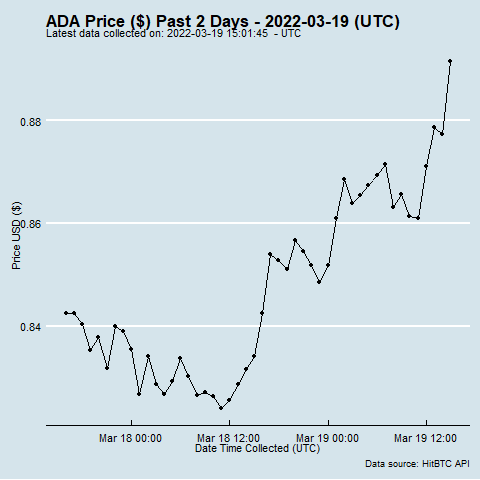 ADA Price ($) Past 2 Days - 2022-03-19 (UTC)
Latest data collected on: 2022-03-19 15:01:45 - UTC
0.88
0.86
0.84
Price USD ($)
Mar 18 00:00 Mar 18 12:00 Mar 19 00:00 Mar 19 12:00
Date Time Collected (UTC)
Data source: HitBTC API